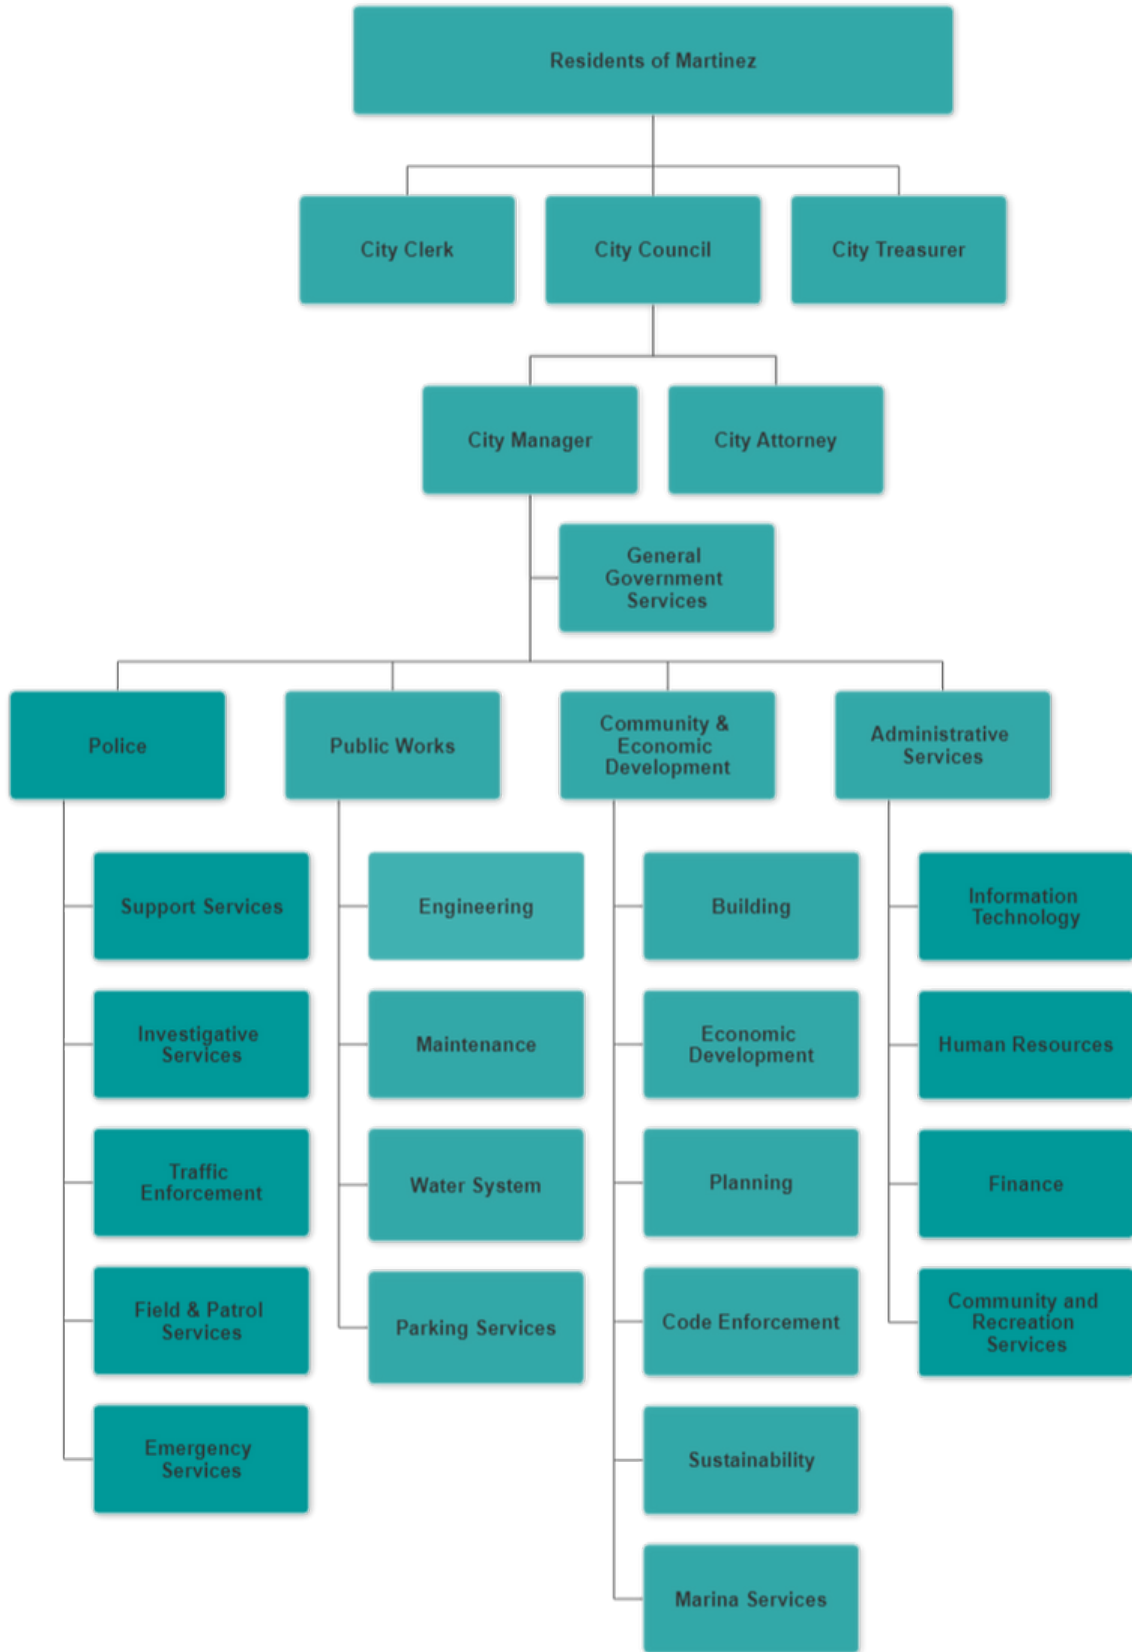 Residents of Martinez
City Clerk
City Council
City Treasurer
City Manager
City Attorney
General
Government
Services
Police
Public Works
Community &
Economic
Development
Administrative
Services
Support Services
Investigative
Services
Traffic
Enforcement
Field & Patrol
Services
Emergency
Services
Engineering
Maintenance
Water System
Parking Services
Building
Economic
Development
Planning
Code Enforcement
Sustainability
Marina Services
Information
Technology
Human Resources
Finance
Community and
Recreation
Services